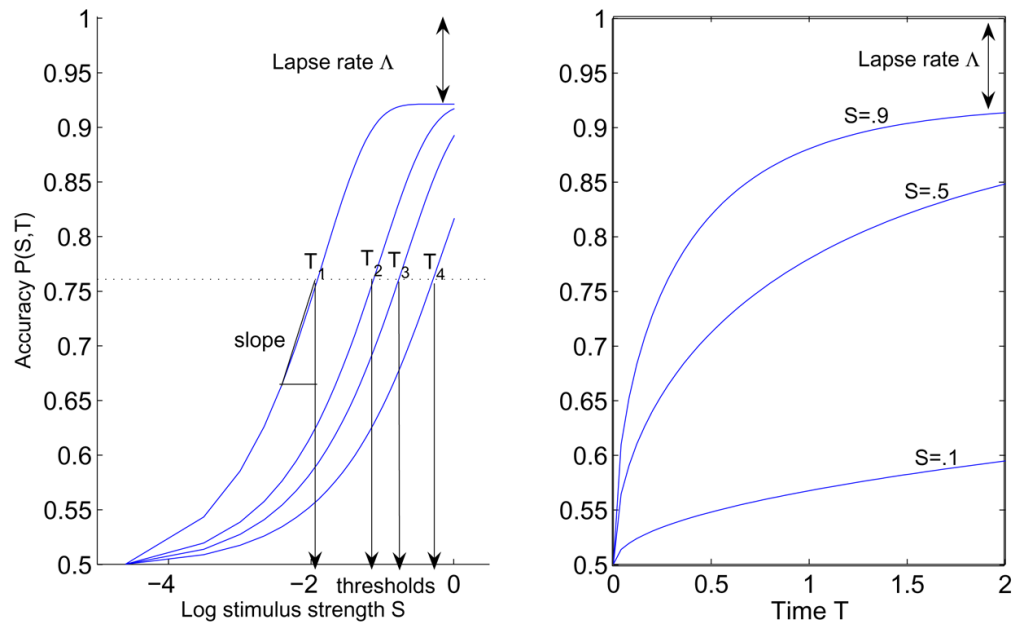 1
0.95
0.9
0.85
0.8
0.75
0.7
0.65
0.6
0.55
0.5
Accuracy P(S,T)
Lapse rate Λ
T1 T2 T3 T4
slope
thresholds
−4 −2 0
Log stimulus strength S
1
0.95
0.9
0.85
0.8
0.75
0.7
0.65
0.6
0.55
0.5
Lapse rate Λ
S=.9
S=.5
S=.1
0 0.5 1 1.5 2
Time T